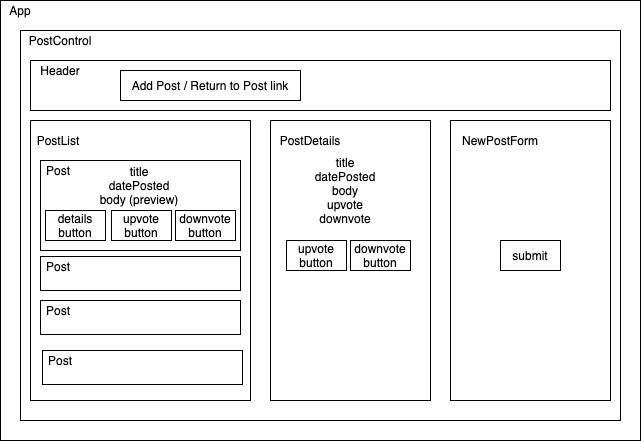 App
PostControl
Header
Add Post / Return to Post link
PostList
Post
title
datePosted
body (preview)
details
button
upvote
button
downvote
button
Post
Post
Post
PostDetails
title
datePosted
body
upvote
downvote
upvote
button
downvote
button
NewPostForm
submit